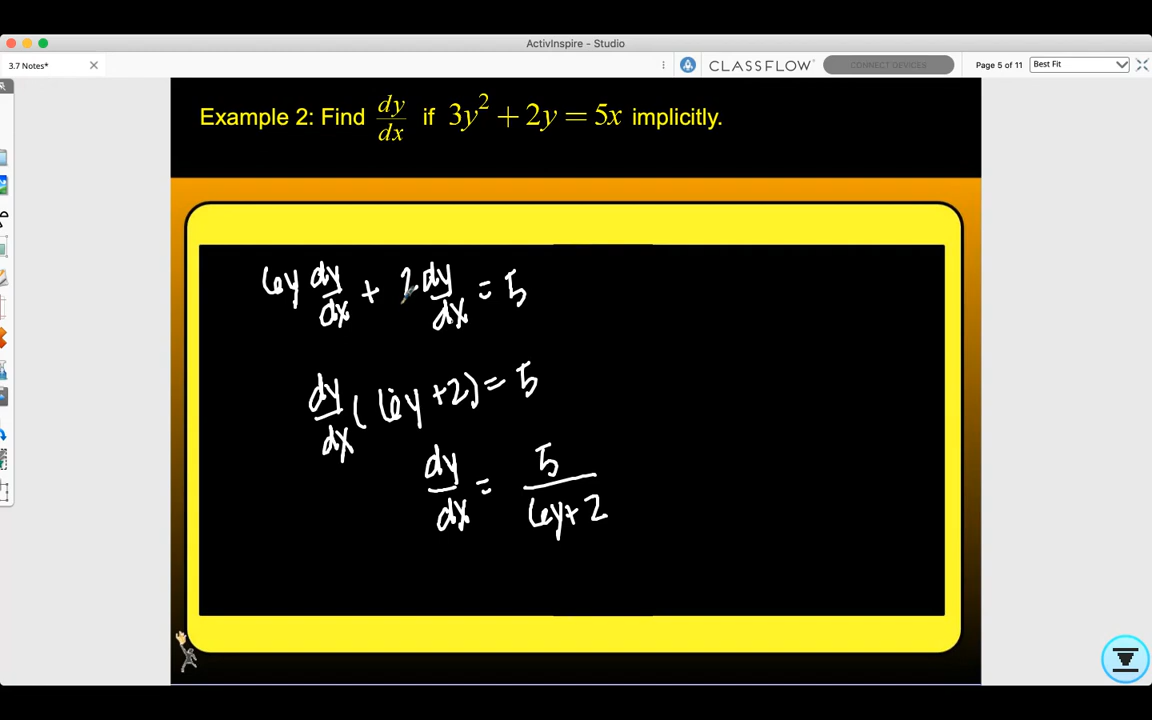 ActivInspire - Studio
3.7 Notes*
CLASSFLOW
CONNECT DEVICES
Page 5 of 11
Best Fit
Example 2: Find dy/dx if 3y² + 2y = 5x implicitly.
6y dy/dx + 2 dy/dx = 5
dy/dx (6y + 2) = 5
dy/dx = 5/(6y + 2)